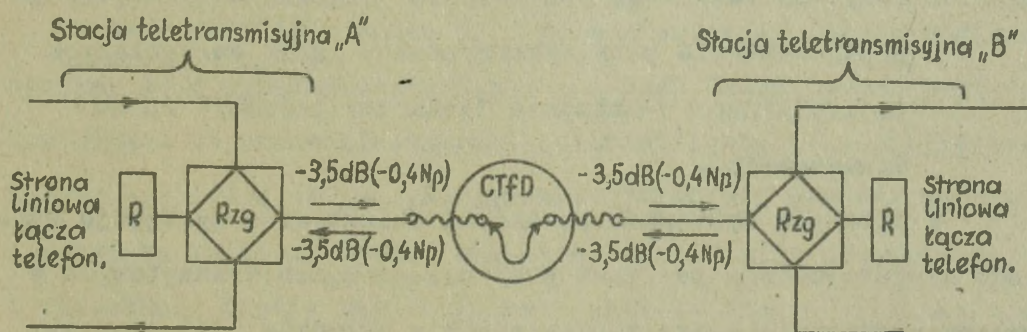 Stacja teletransmisyjna „A”
Stacja teletransmisyjna „B”
Strona
liniowa
łącza
telefon.
R
Rzg
-3,5dB(-0,4Np)
-3,5dB(-0,4Np)
CTfD
-3,5dB(-0,4Np)
-3,5dB(-0,4Np)
Rzg
R
Strona
liniowa
łącza
telefon.